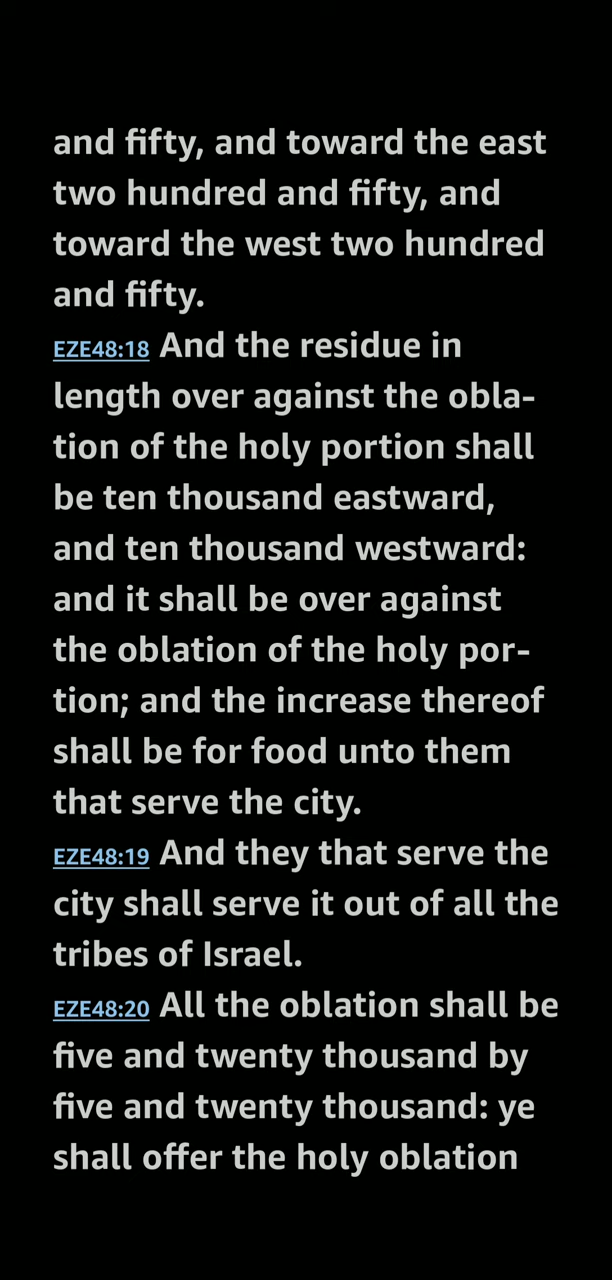 and fifty, and toward the east
two hundred and fifty, and
toward the west two hundred
and fifty.
EZE48:18 And the residue in
length over against the obla-
tion of the holy portion shall
be ten thousand eastward,
and ten thousand westward:
and it shall be over against
the oblation of the holy por-
tion; and the increase thereof
shall be for food unto them
that serve the city.
EZE48:19 And they that serve the
city shall serve it out of all the
tribes of Israel.
EZE48:20 All the oblation shall be
five and twenty thousand by
five and twenty thousand: ye
shall offer the holy oblation